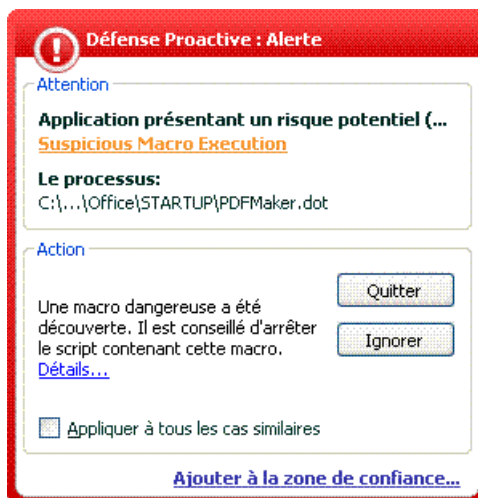 Défense Proactive : Alerte
Attention
Application présentant un risque potentiel (...
Suspicious Macro Execution
Le processus:
C:\...\Office\STARTUP\PDFMaker.dot
Action
Une macro dangereuse a été
découverte. Il est conseillé d'arrêter
le script contenant cette macro.
Détails...
Quitter
Ignorer
Appliquer à tous les cas similaires
Ajouter à la zone de confiance...